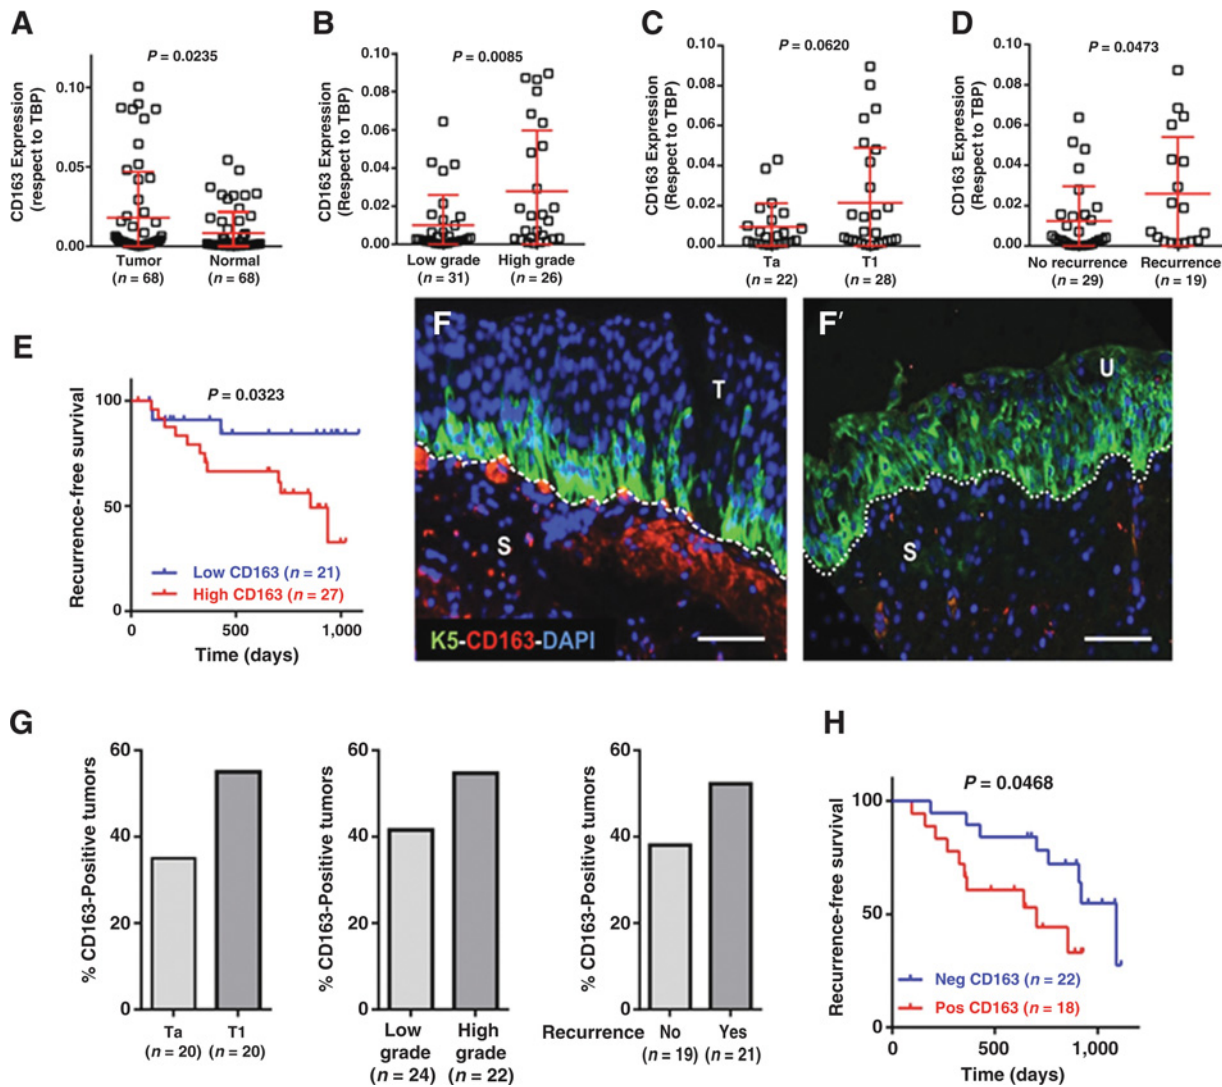 A
P = 0.0235
CD163 Expression
(respect to TBP)
0.10
0.05
0.00
Tumor
(n = 68)
Normal
(n = 68)
B
P = 0.0085
CD163 Expression
(Respect to TBP)
0.10
0.08
0.06
0.04
0.02
0.00
Low grade
(n = 31)
High grade
(n = 26)
C
P = 0.0620
CD163 Expression
(Respect to TBP)
0.10
0.08
0.06
0.04
0.02
0.00
Ta
(n = 22)
T1
(n = 28)
D
P = 0.0473
CD163 Expression
(Respect to TBP)
0.10
0.08
0.06
0.04
0.02
0.00
No recurrence
(n = 29)
Recurrence
(n = 19)
E
P = 0.0323
Recurrence-free survival
100
50
0
Low CD163 (n = 21)
High CD163 (n = 27)
0
500
1,000
Time (days)
F
T
S
K5-CD163-DAPI
F'
U
S
G
% CD163-Positive tumors
60
40
20
0
Ta
(n = 20)
T1
(n = 20)
% CD163-Positive tumors
60
40
20
0
Low
grade
(n = 24)
High
grade
(n = 22)
% CD163-Positive tumors
60
40
20
0
Recurrence
No
(n = 19)
Yes
(n = 21)
H
P = 0.0468
Recurrence-free survival
100
50
0
Neg CD163 (n = 22)
Pos CD163 (n = 18)
0
500
1,000
Time (days)